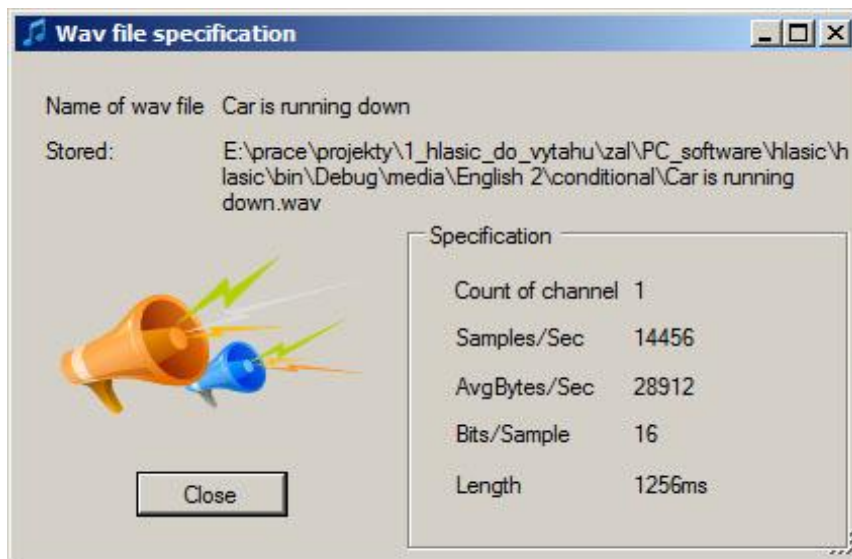 Wav file specification
Name of wav file Car is running down
Stored: E:\prace\projekty\1_hlasic_do_vytahu\zal\PC_software\hlasic\h
lasic\bin\Debug\media\English 2\conditional\Car is running
down.wav
Specification
Count of channel 1
Samples/Sec 14456
AvgBytes/Sec 28912
Bits/Sample 16
Length 1256ms
Close